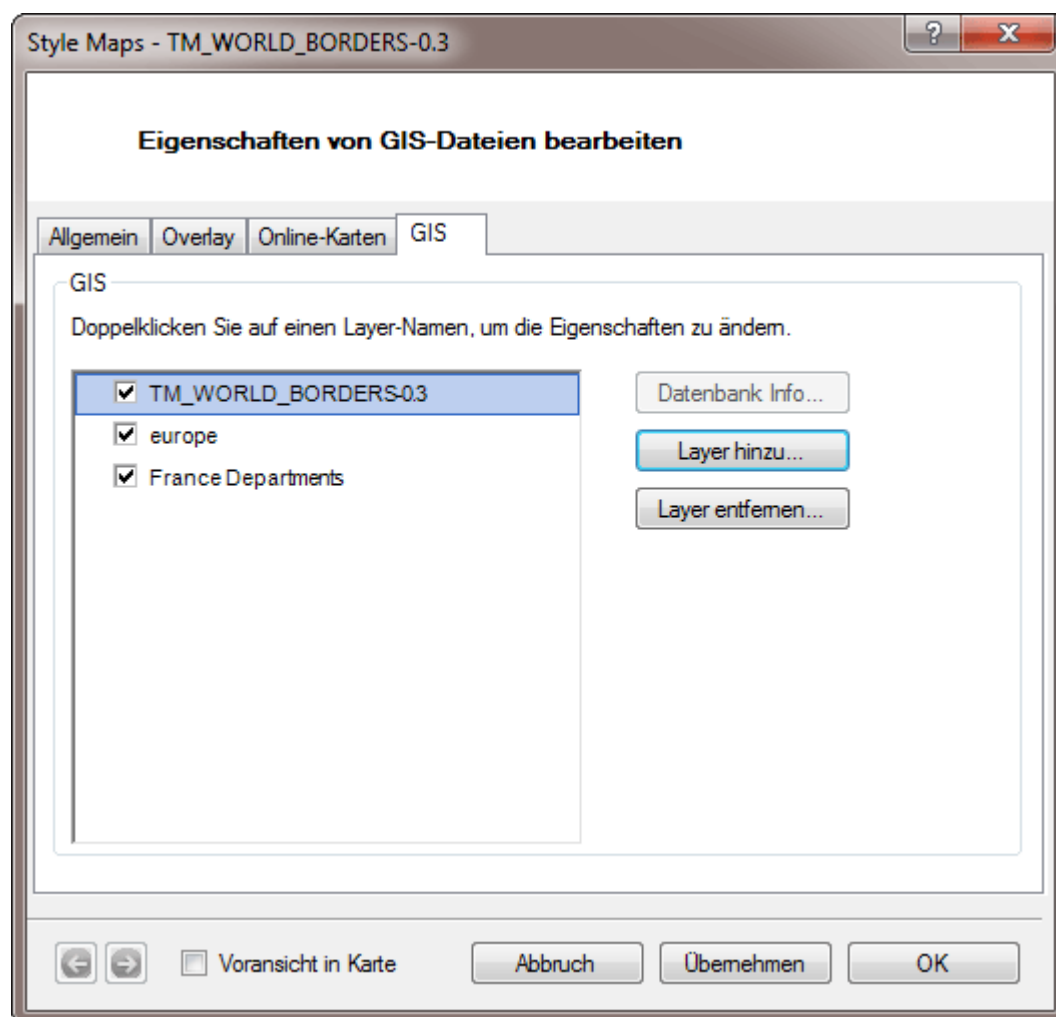 Style Maps - TM_WORLD_BORDERS-0.3
?
Eigenschaften von GIS-Dateien bearbeiten
Allgemein Overlay Online-Karten GIS
GIS
Doppelklicken Sie auf einen Layer-Namen, um die Eigenschaften zu ändern.
TM_WORLD_BORDERS-0.3 Datenbank Info...
europe Layer hinzu...
France Departments Layer entfernen...
Voransicht in Karte Abbruch Übernehmen OK